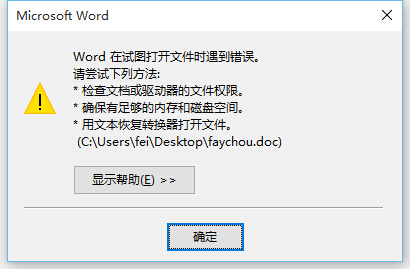 Microsoft Word
Word 在试图打开文件时遇到错误。
请尝试下列方法:
* 检查文档或驱动器的文件权限。
* 确保有足够的内存和磁盘空间。
* 用文本恢复转换器打开文件。
(C:\Users\fei\Desktop\faychou.doc)
显示帮助(E) >>
确定